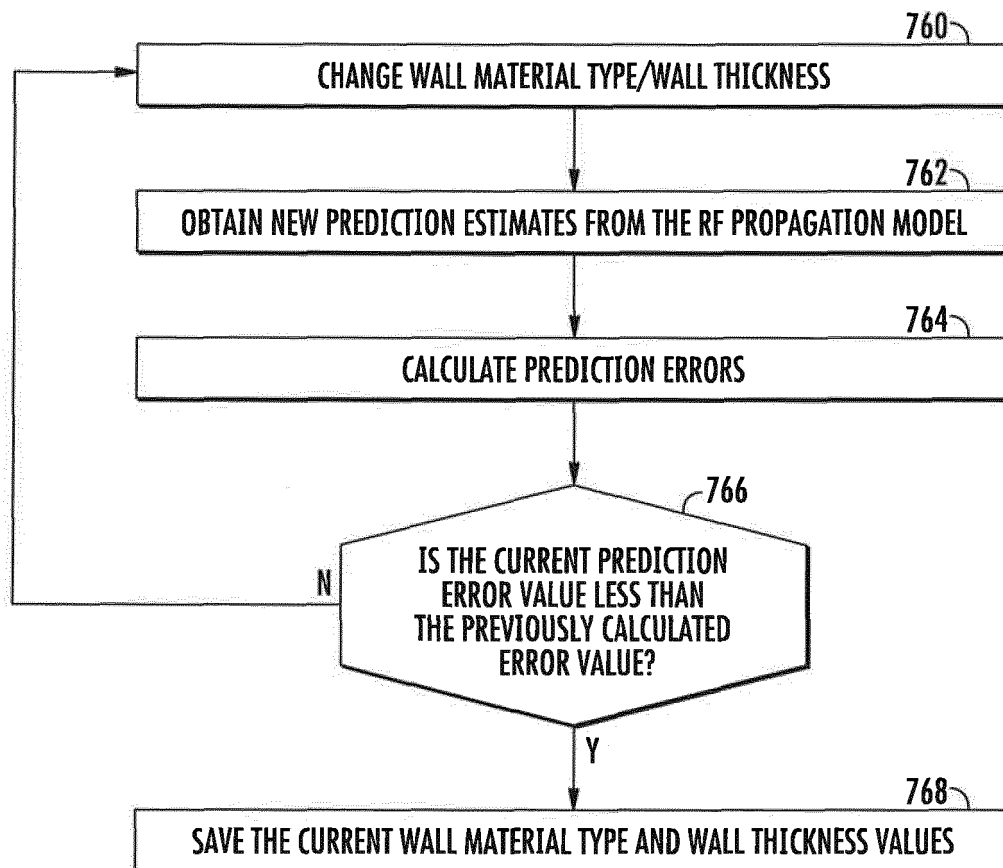 760
CHANGE WALL MATERIAL TYPE/WALL THICKNESS
762
OBTAIN NEW PREDICTION ESTIMATES FROM THE RF PROPAGATION MODEL
764
CALCULATE PREDICTION ERRORS
766
IS THE CURRENT PREDICTION
ERROR VALUE LESS THAN
THE PREVIOUSLY CALCULATED
ERROR VALUE?
N
Y
768
SAVE THE CURRENT WALL MATERIAL TYPE AND WALL THICKNESS VALUES